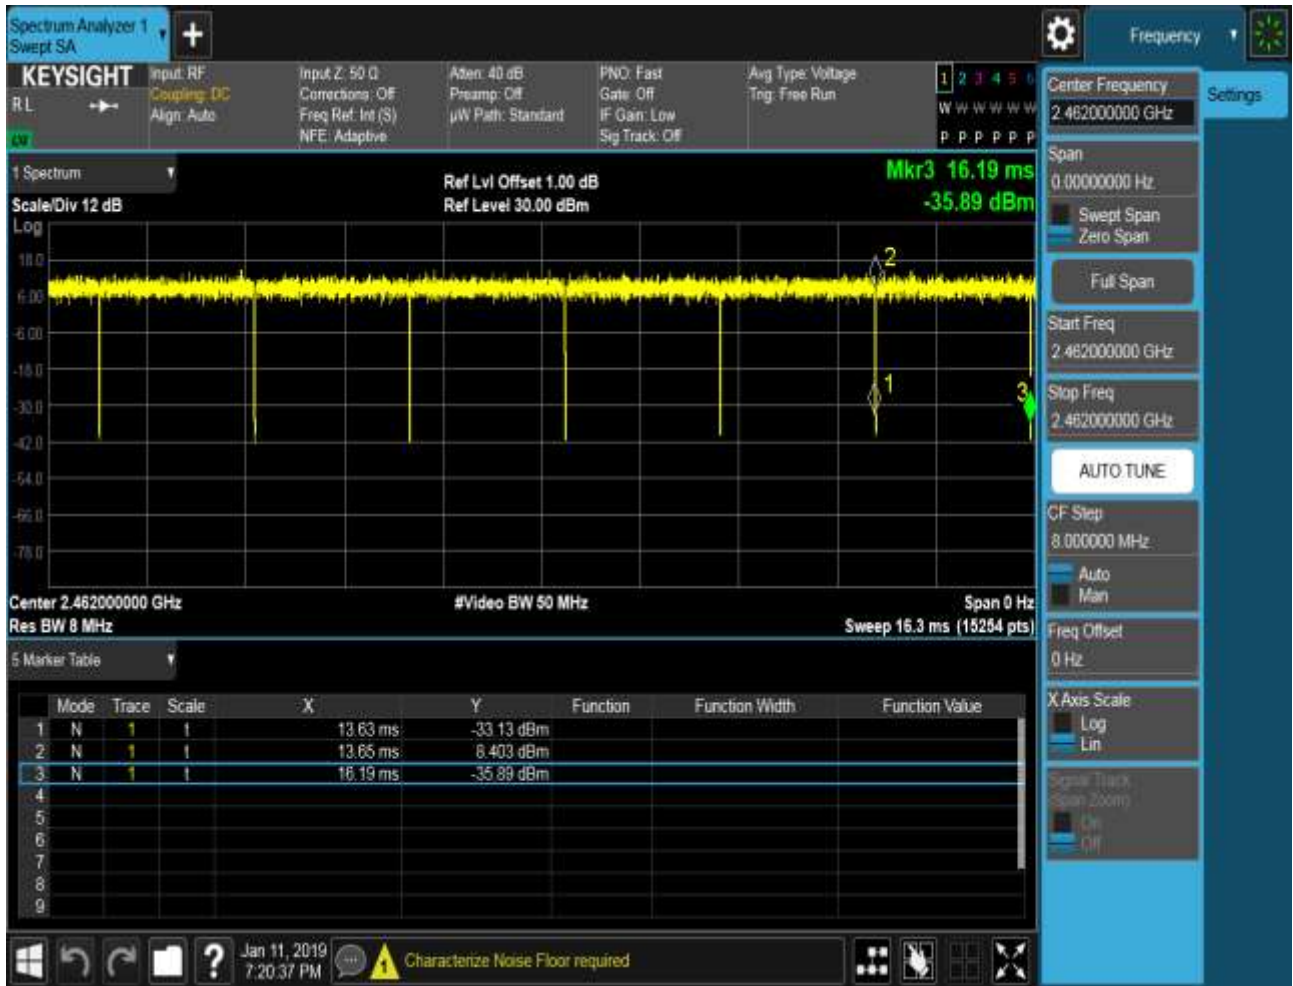 Spectrum Analyzer 1
Swept SA
Frequency
KEYSIGHT
R L
Input: RF
Coupling: DC
Align: Auto
Input Z: 50 Ω
Corrections: Off
Freq Ref: Int (S)
NFE: Adaptive
Atten: 40 dB
Preamp: Off
µW Path: Standard
PNO: Fast
Gate: Off
IF Gain: Low
Sig Track: Off
Avg Type: Voltage
Trig: Free Run
1 2 3 4 5 6
W W W W W W
P P P P P P
1 Spectrum
Scale/Div 12 dB
Log
Ref Lvl Offset 1.00 dB
Ref Level 30.00 dBm
Mkr3 16.19 ms
-35.89 dBm
18.0
6.00
-6.00
-18.0
-30.0
-42.0
-54.0
-66.0
-78.0
2
1
3
Center 2.462000000 GHz
#Video BW 50 MHz
Span 0 Hz
Res BW 8 MHz
Sweep 16.3 ms (15254 pts)
5 Marker Table
Mode Trace Scale X Y Function Function Width Function Value
1 N 1 t 13.63 ms -33.13 dBm
2 N 1 t 13.65 ms 8.403 dBm
3 N 1 t 16.19 ms -35.89 dBm
4
5
6
7
8
9
Jan 11, 2019
7:20:37 PM
?
1
Characterize Noise Floor required
Settings
Center Frequency
2.462000000 GHz
Span
0.00000000 Hz
Swept Span
Zero Span
Full Span
Start Freq
2.462000000 GHz
Stop Freq
2.462000000 GHz
AUTO TUNE
CF Step
8.000000 MHz
Auto
Man
Freq Offset
0 Hz
X Axis Scale
Log
Lin
Signal Track
(Span Zoom)
On
Off